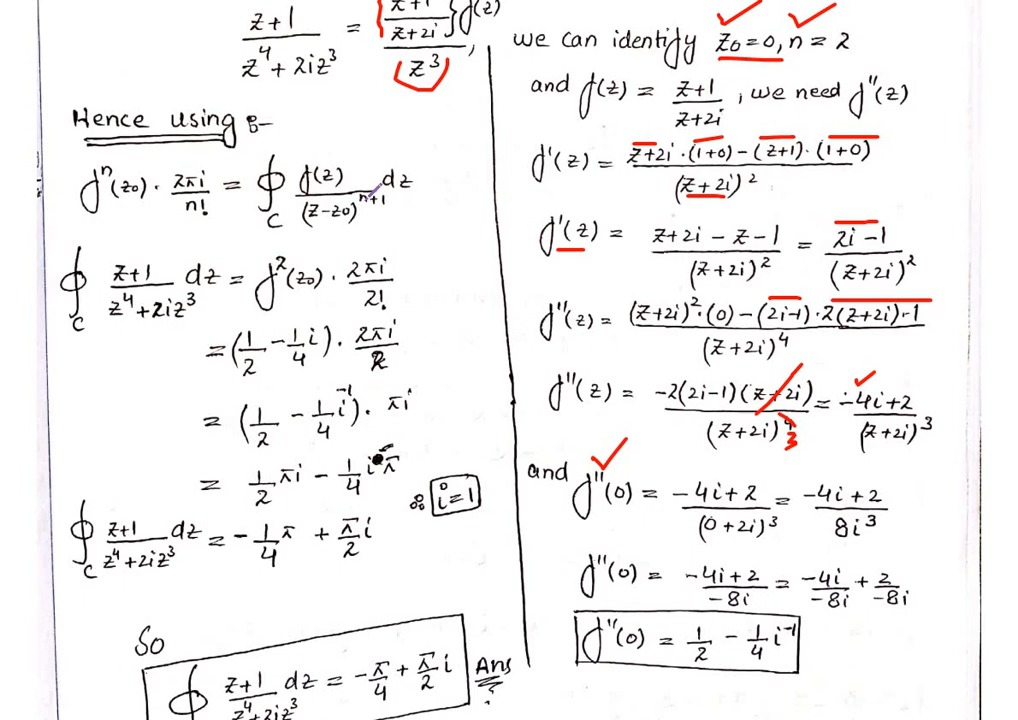 z+1 / z⁴+2iz³ = {z+1 / z+2i} f(z) / z³ ,
Hence using :-
fⁿ(z₀) · 2πi / n! = ∮_C f(z) / (z-z₀)ⁿ⁺¹ dz
∮_C z+1 / z⁴+2iz³ dz = f²(z₀) · 2πi / 2!
= (1/2 - 1/4 i) · 2πi / 2
= (1/2 - 1/4 i⁻¹) · πi
= 1/2 πi - 1/4 i⁰π
∴ i⁰=1
∮_C z+1 / z⁴+2iz³ dz = -1/4 π + π/2 i
So
∮ z+1 / z⁴+2iz³ dz = -π/4 + π/2 i Ans
we can identify z₀=0, n=2
and f(z) = z+1 / z+2i , we need f''(z)
f'(z) = z+2i·(1+0) - (z+1)·(1+0) / (z+2i)²
f'(z) = z+2i - z-1 / (z+2i)² = 2i-1 / (z+2i)²
f''(z) = (z+2i)²·(0) - (2i-1)·2(z+2i)·1 / (z+2i)⁴
f''(z) = -2(2i-1)(z+2i) / (z+2i)⁴ 3 = -4i+2 / (z+2i)³
and f''(0) = -4i+2 / (0+2i)³ = -4i+2 / 8i³
f''(0) = -4i+2 / -8i = -4i / -8i + 2 / -8i
f''(0) = 1/2 - 1/4 i⁻¹